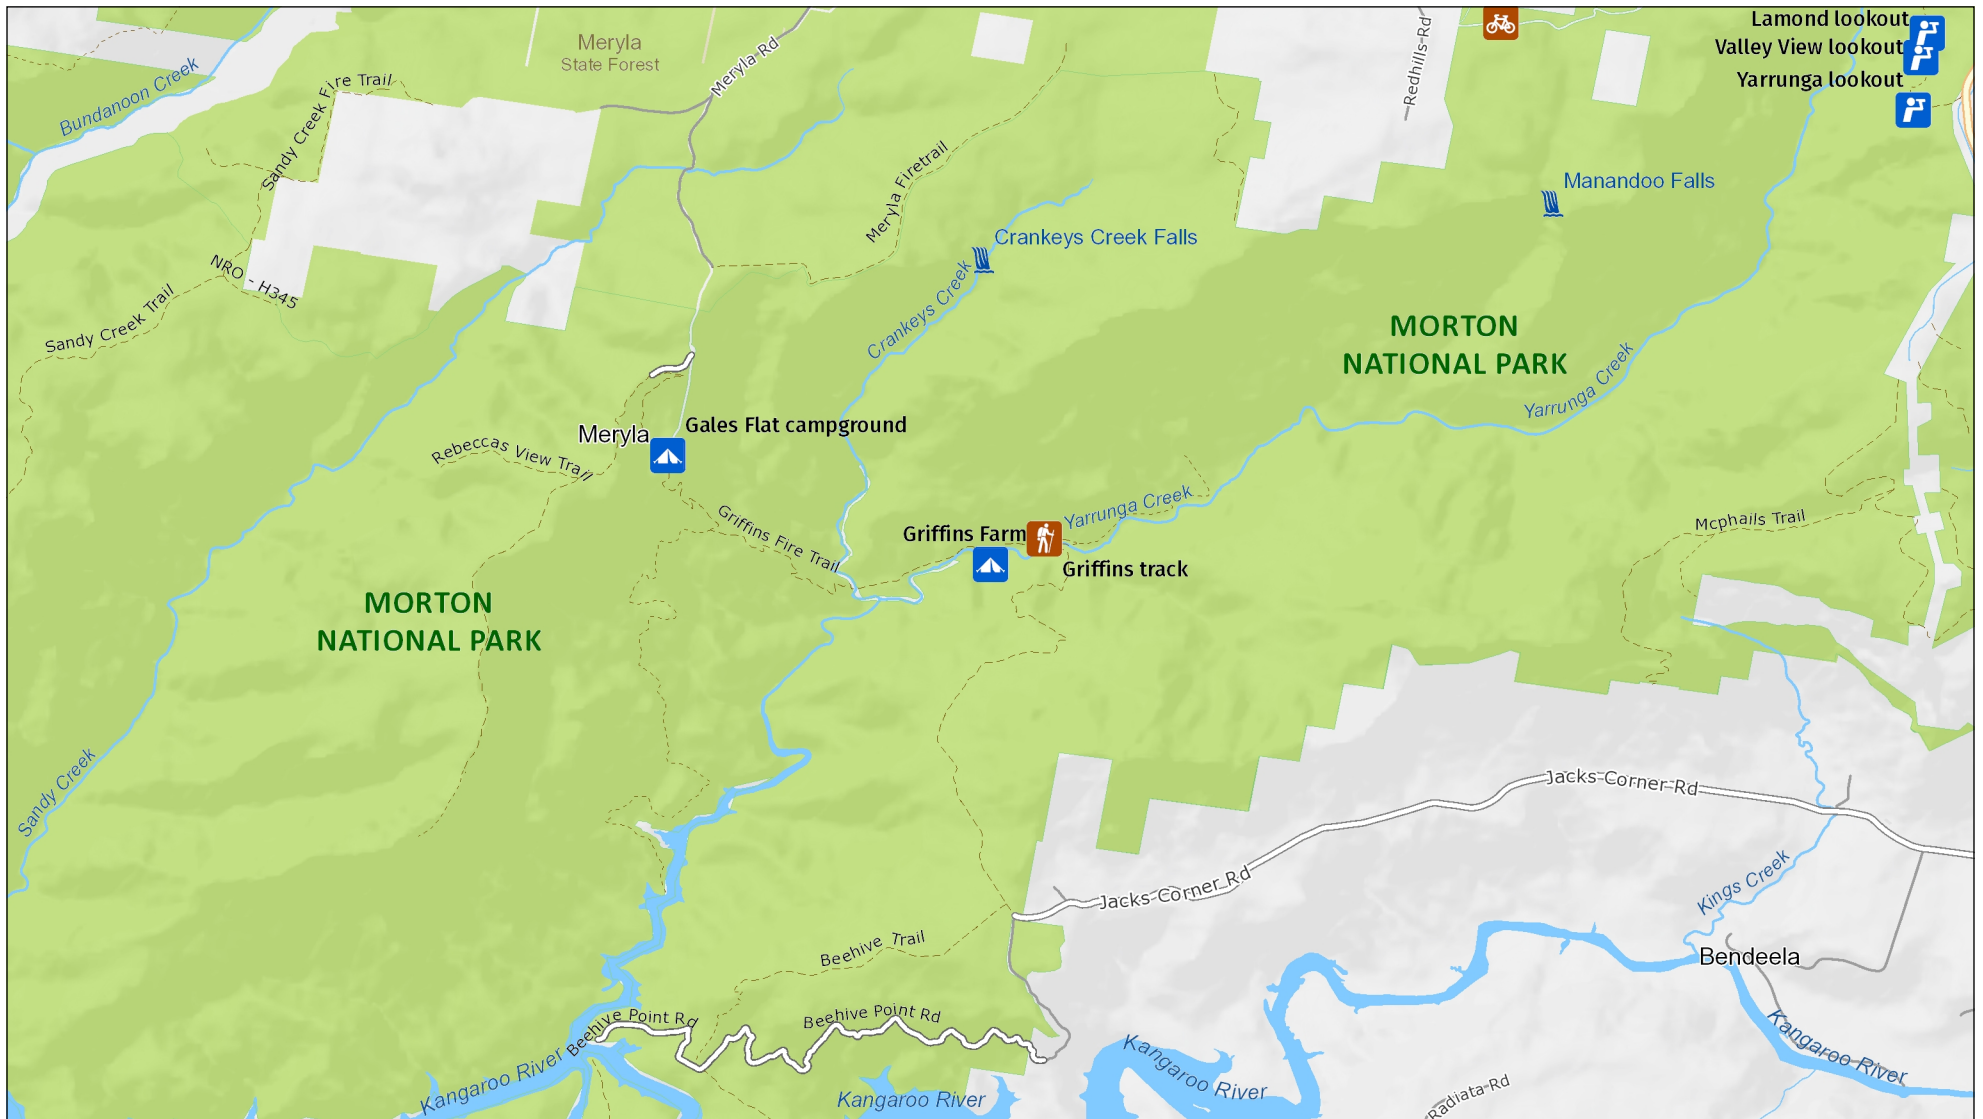 Lamond lookout
Valley View lookout
Yarrunga lookout
Meryla
State Forest
Meryla Rd
Redhills Rd
Bundanoon Creek
Sandy Creek Fire Trail
Meryla Firetrail
Manandoo Falls
Crankeys Creek Falls
Crankeys Creek
NRO - H345
Sandy Creek Trail
MORTON
NATIONAL PARK
Yarrunga Creek
Gales Flat campground
Meryla
Rebeccas View Trail
Griffins Fire Trail
Yarrunga Creek
Griffins Farm
Griffins track
Mcphails Trail
MORTON
NATIONAL PARK
Sandy Creek
Jacks Corner Rd
Jacks Corner Rd
Kings Creek
Beehive Trail
Bendeela
Beehive Point Rd
Beehive Point Rd
Kangaroo River
Kangaroo River
Kangaroo River
Kangaroo River
Radiata Rd